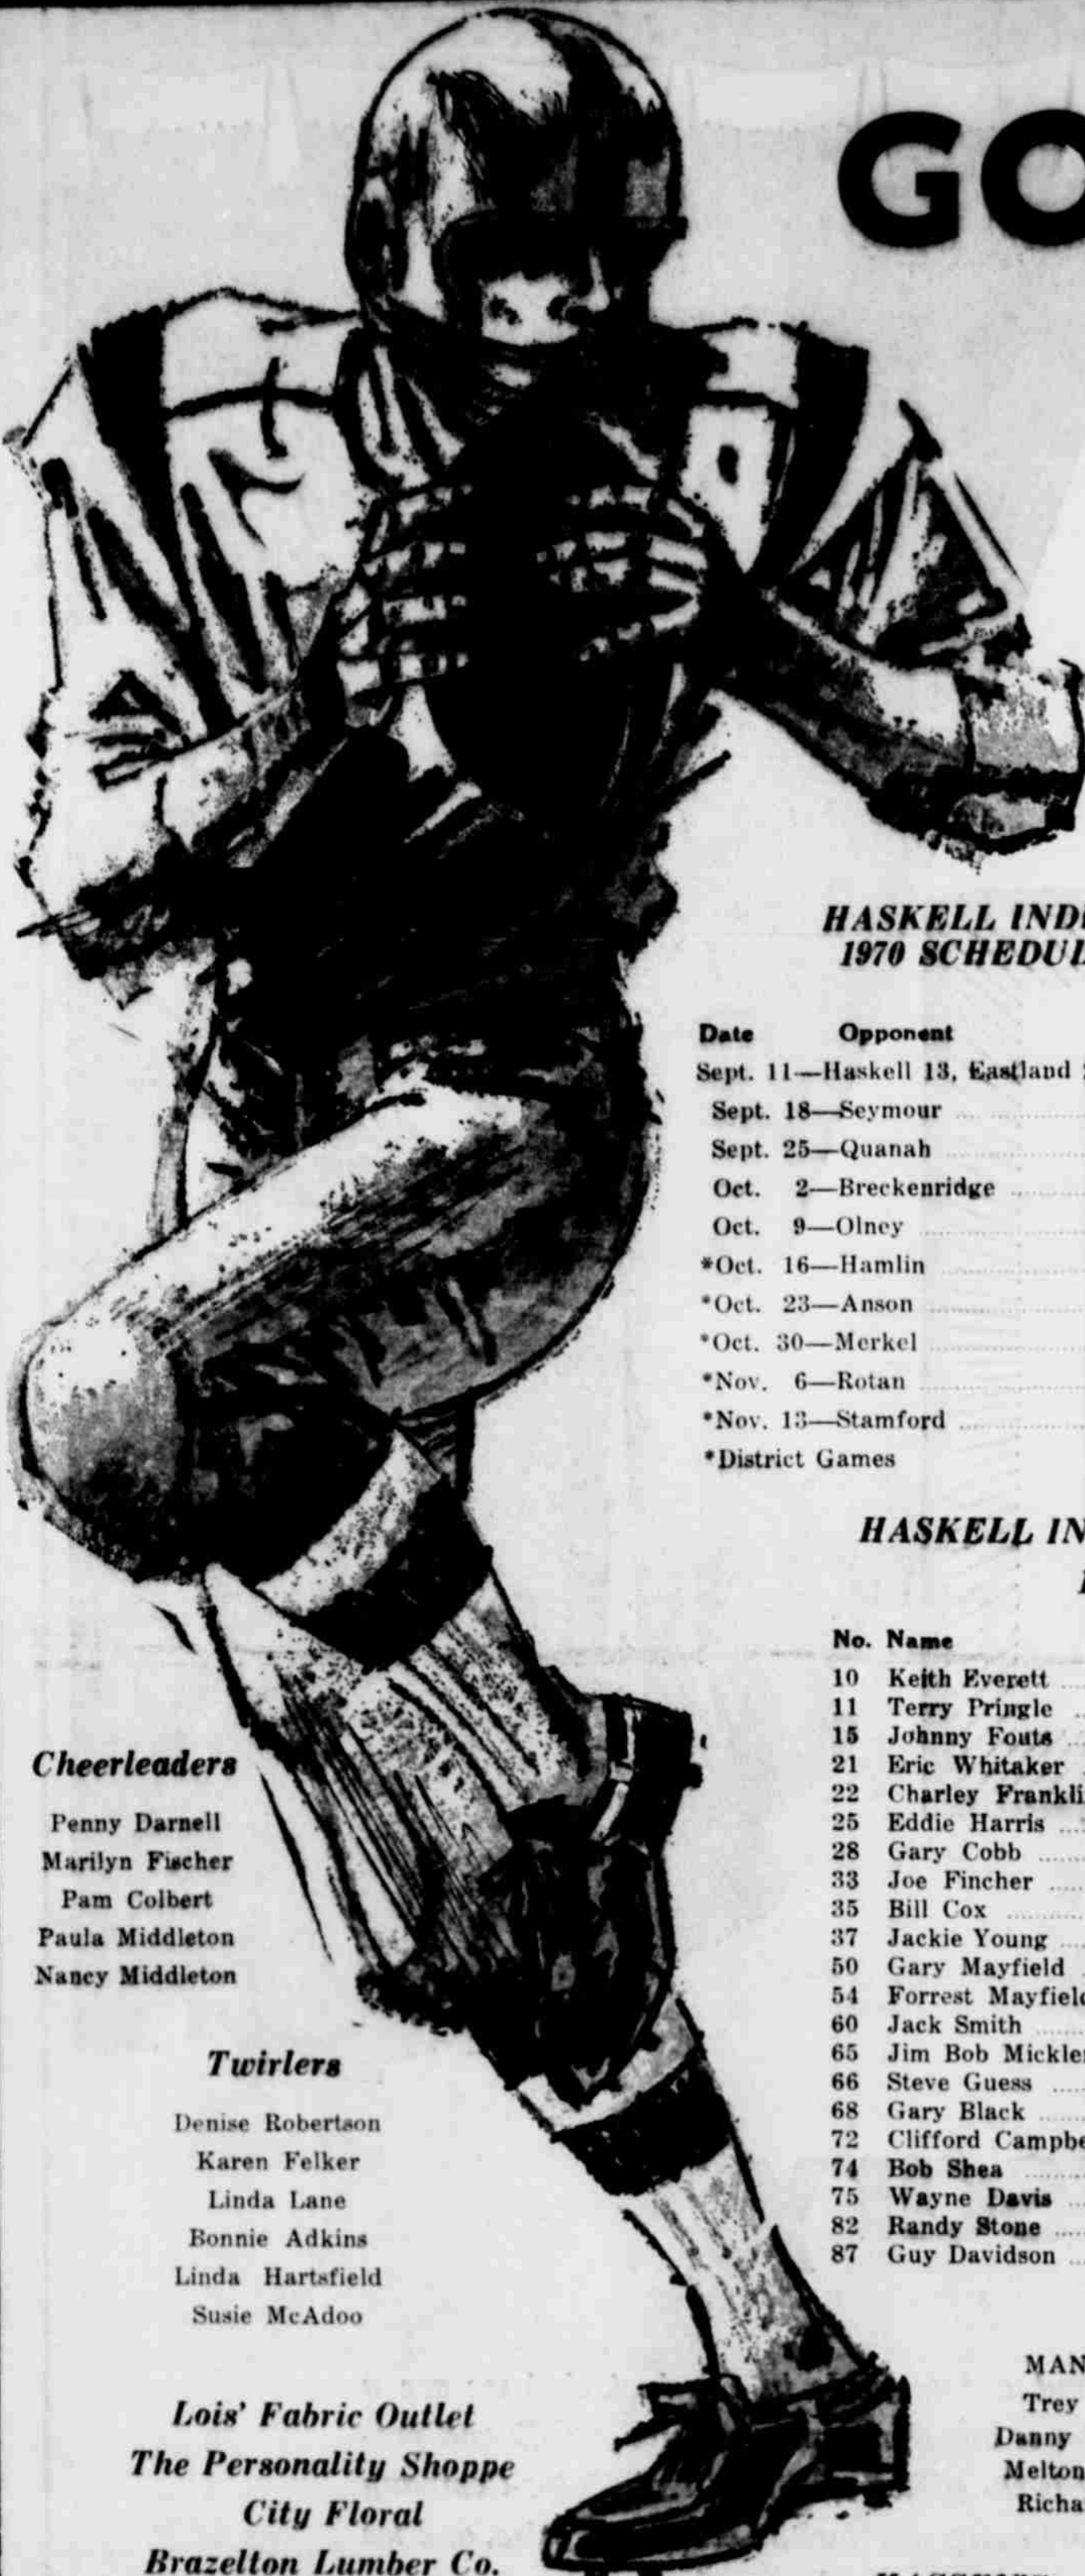 GO
HASKELL IND
1970 SCHEDUL
Date Opponent
Sept. 11—Haskell 13, Eastland
Sept. 18—Seymour
Sept. 25—Quanah
Oct. 2—Breckenridge
Oct. 9—Olney
*Oct. 16—Hamlin
*Oct. 23—Anson
*Oct. 30—Merkel
*Nov. 6—Rotan
*Nov. 13—Stamford
*District Games
HASKELL IN
No. Name
10 Keith Everett
11 Terry Pringle
15 Johnny Fouts
21 Eric Whitaker
22 Charley Frankli
25 Eddie Harris
28 Gary Cobb
33 Joe Fincher
35 Bill Cox
37 Jackie Young
50 Gary Mayfield
54 Forrest Mayfield
60 Jack Smith
65 Jim Bob Mickler
66 Steve Guess
68 Gary Black
72 Clifford Campbe
74 Bob Shea
75 Wayne Davis
82 Randy Stone
87 Guy Davidson
Cheerleaders
Penny Darnell
Marilyn Fischer
Pam Colbert
Paula Middleton
Nancy Middleton
Twirlers
Denise Robertson
Karen Felker
Linda Lane
Bonnie Adkins
Linda Hartsfield
Susie McAdoo
MAN
Trey
Danny
Melton
Richa
Lois' Fabric Outlet
The Personality Shoppe
City Floral
Brazelton Lumber Co.